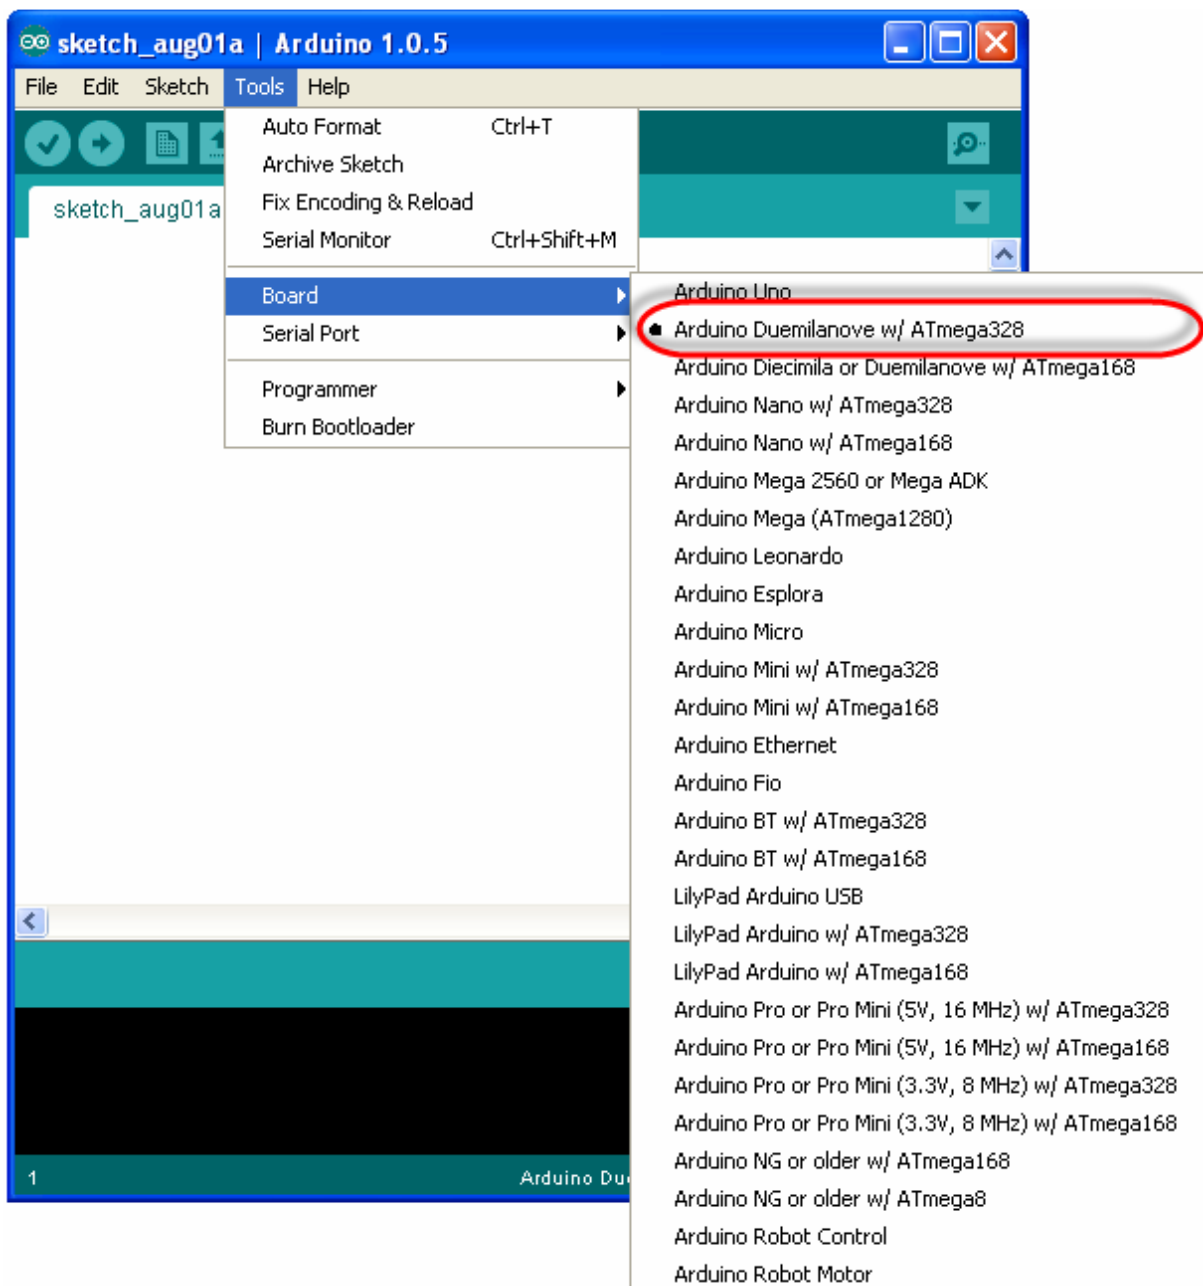 sketch_aug01a | Arduino 1.0.5
File Edit Sketch Tools Help
sketch_aug01a
Auto Format Ctrl+T
Archive Sketch
Fix Encoding & Reload
Serial Monitor Ctrl+Shift+M
Board
Serial Port
Programmer
Burn Bootloader
Arduino Uno
Arduino Duemilanove w/ ATmega328
Arduino Diecimila or Duemilanove w/ ATmega168
Arduino Nano w/ ATmega328
Arduino Nano w/ ATmega168
Arduino Mega 2560 or Mega ADK
Arduino Mega (ATmega1280)
Arduino Leonardo
Arduino Esplora
Arduino Micro
Arduino Mini w/ ATmega328
Arduino Mini w/ ATmega168
Arduino Ethernet
Arduino Fio
Arduino BT w/ ATmega328
Arduino BT w/ ATmega168
LilyPad Arduino USB
LilyPad Arduino w/ ATmega328
LilyPad Arduino w/ ATmega168
Arduino Pro or Pro Mini (5V, 16 MHz) w/ ATmega328
Arduino Pro or Pro Mini (5V, 16 MHz) w/ ATmega168
Arduino Pro or Pro Mini (3.3V, 8 MHz) w/ ATmega328
Arduino Pro or Pro Mini (3.3V, 8 MHz) w/ ATmega168
Arduino NG or older w/ ATmega168
Arduino NG or older w/ ATmega8
Arduino Robot Control
Arduino Robot Motor
1 Arduino